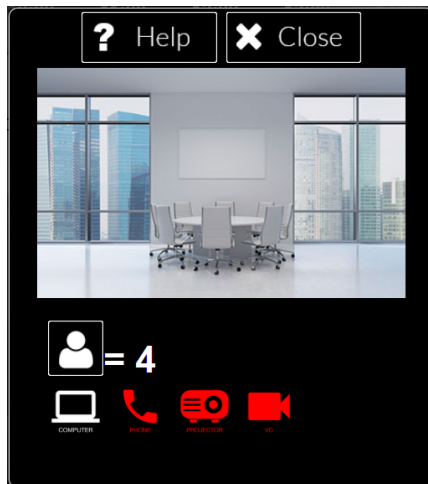 ? Help
Close
= 4
COMPUTER
PHONE
PROJECTOR
VC